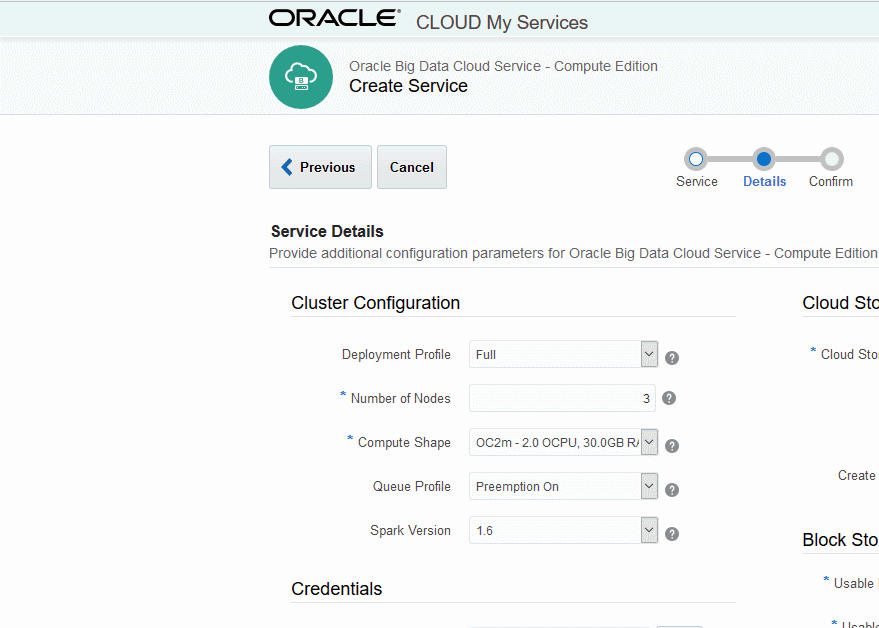 ORACLE® CLOUD My Services
Oracle Big Data Cloud Service - Compute Edition
Create Service
Previous
Cancel
Service
Details
Confirm
Service Details
Provide additional configuration parameters for Oracle Big Data Cloud Service - Compute Edition
Cluster Configuration
Cloud Sto
Deployment Profile Full ?
* Cloud Sto
* Number of Nodes 3 ?
* Compute Shape OC2m - 2.0 OCPU, 30.0GB RA ?
Create
Queue Profile Preemption On ?
Spark Version 1.6 ?
Block Sto
* Usable
Credentials
* Usable